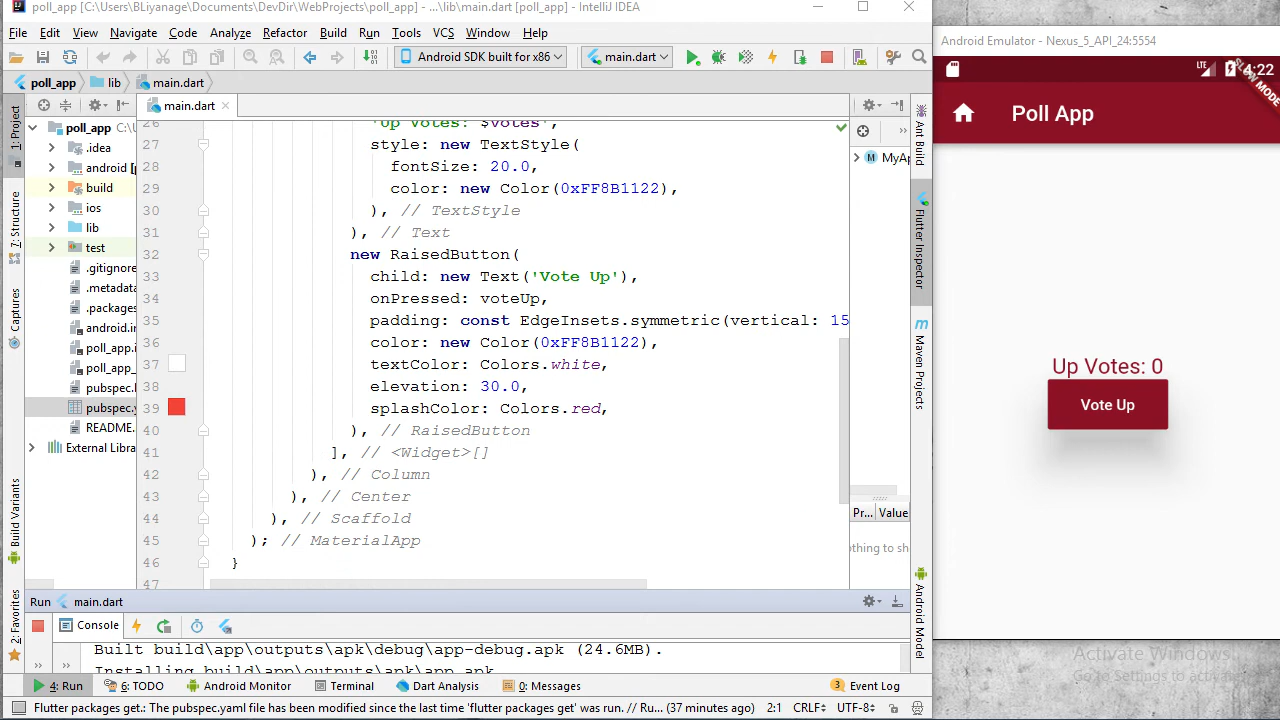 poll_app [C:\Users\BLiyanage\Documents\DevDir\WebProjects\poll_app] - ...\lib\main.dart [poll_app] - IntelliJ IDEA
File Edit View Navigate Code Analyze Refactor Build Run Tools VCS Window Help
Android SDK built for x86 main.dart
poll_app lib main.dart
1: Project
7: Structure
Captures
Build Variants
2: Favorites
main.dart
poll_app C:\U
.idea
android [p
build
ios
lib
test
.gitignore
.metadata
.packages
android.im
poll_app.i
poll_app_
pubspec.l
pubspec.y
README.
External Libra
26 'Up Votes: $votes',
27 style: new TextStyle(
28 fontSize: 20.0,
29 color: new Color(0xFF8B1122),
30 ), // TextStyle
31 ), // Text
32 new RaisedButton(
33 child: new Text('Vote Up'),
34 onPressed: voteUp,
35 padding: const EdgeInsets.symmetric(vertical: 15
36 color: new Color(0xFF8B1122),
37 textColor: Colors.white,
38 elevation: 30.0,
39 splashColor: Colors.red,
40 ), // RaisedButton
41 ], // <Widget>[]
42 ), // Column
43 ), // Center
44 ), // Scaffold
45 ); // MaterialApp
46 }
47
MyAp
Pr... Value
othing to sh
Ant Build
Flutter Inspector
Maven Projects
Android Model
Run main.dart
Console
Built build\app\outputs\apk\debug\app-debug.apk (24.6MB).
Installing build\app\outputs\apk\app.apk...
4: Run 6: TODO Android Monitor Terminal Dart Analysis 0: Messages 3 Event Log
Flutter packages get.: The pubspec.yaml file has been modified since the last time 'flutter packages get' was run. // Ru... (37 minutes ago) 2:1 CRLF÷ UTF-8÷
Android Emulator - Nexus_5_API_24:5554
LTE 4:22
SLOW MODE
Poll App
Up Votes: 0
Vote Up
Activate Windows
Go to Settings to activate